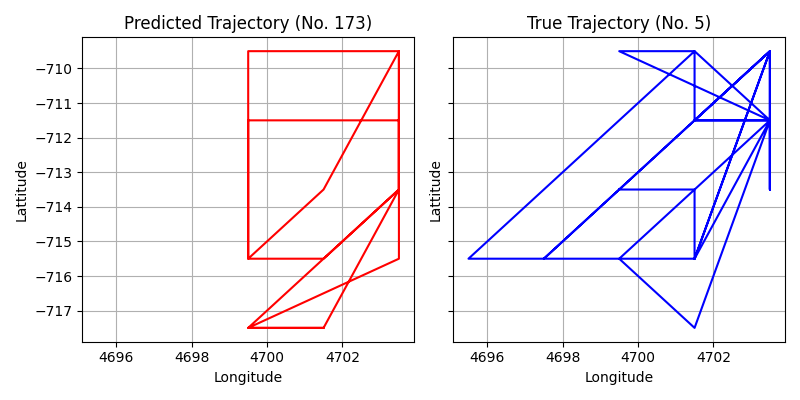 Predicted Trajectory (No. 173)
True Trajectory (No. 5)
−710
−711
−712
−713
−714
−715
−716
−717
Lattitude
Lattitude
4696 4698 4700 4702
4696 4698 4700 4702
Longitude
Longitude